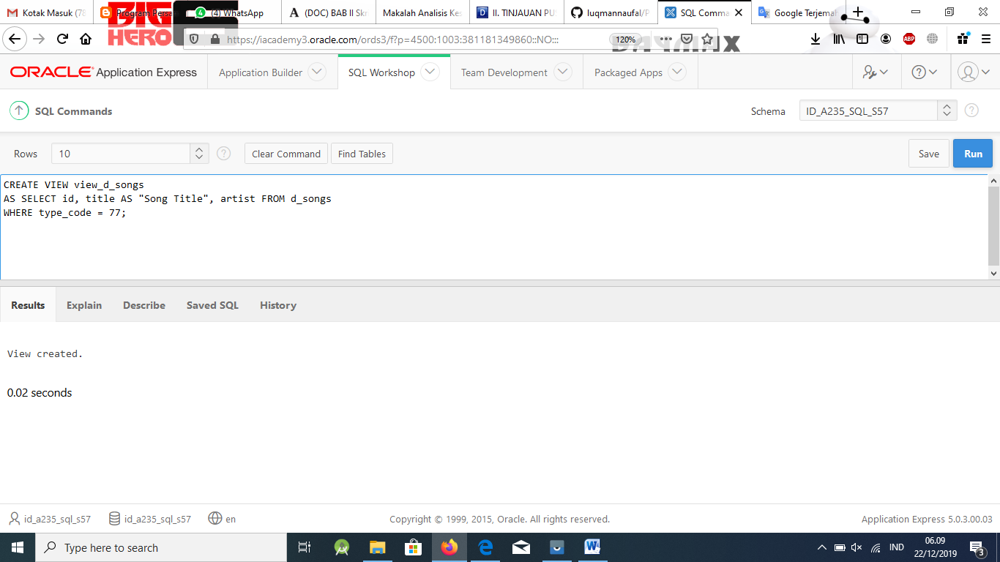 Kotak Masuk (78
Program Persa
(4) WhatsApp
(DOC) BAB II Skr
Makalah Analisis Kes
II. TINJAUAN PU
luqmannaufal/P
SQL Comma
Google Terjemah
BIG
HERO
https://iacademy3.oracle.com/ords3/f?p=4500:1003:381181349860::NO:::
120%
ABP
ORACLE Application Express
Application Builder
SQL Workshop
Team Development
Packaged Apps
SQL Commands
Schema
ID_A235_SQL_S57
Rows
10
Clear Command
Find Tables
Save
Run
CREATE VIEW view_d_songs
AS SELECT id, title AS "Song Title", artist FROM d_songs
WHERE type_code = 77;
Results
Explain
Describe
Saved SQL
History
View created.
0.02 seconds
id_a235_sql_s57
id_a235_sql_s57
en
Copyright © 1999, 2015, Oracle. All rights reserved.
Application Express 5.0.3.00.03
Type here to search
IND
06.09
22/12/2019
3